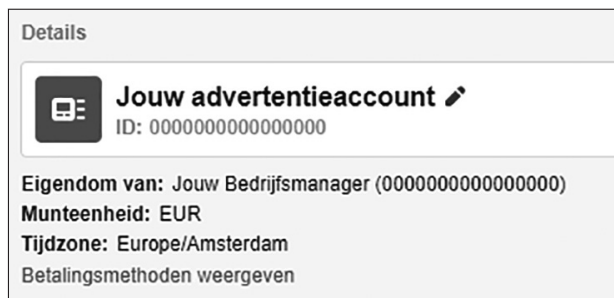 Details
Jouw advertentieaccount
ID: 0000000000000000
Eigendom van: Jouw Bedrijfsmanager (0000000000000000)
Munteenheid: EUR
Tijdzone: Europe/Amsterdam
Betalingsmethoden weergeven